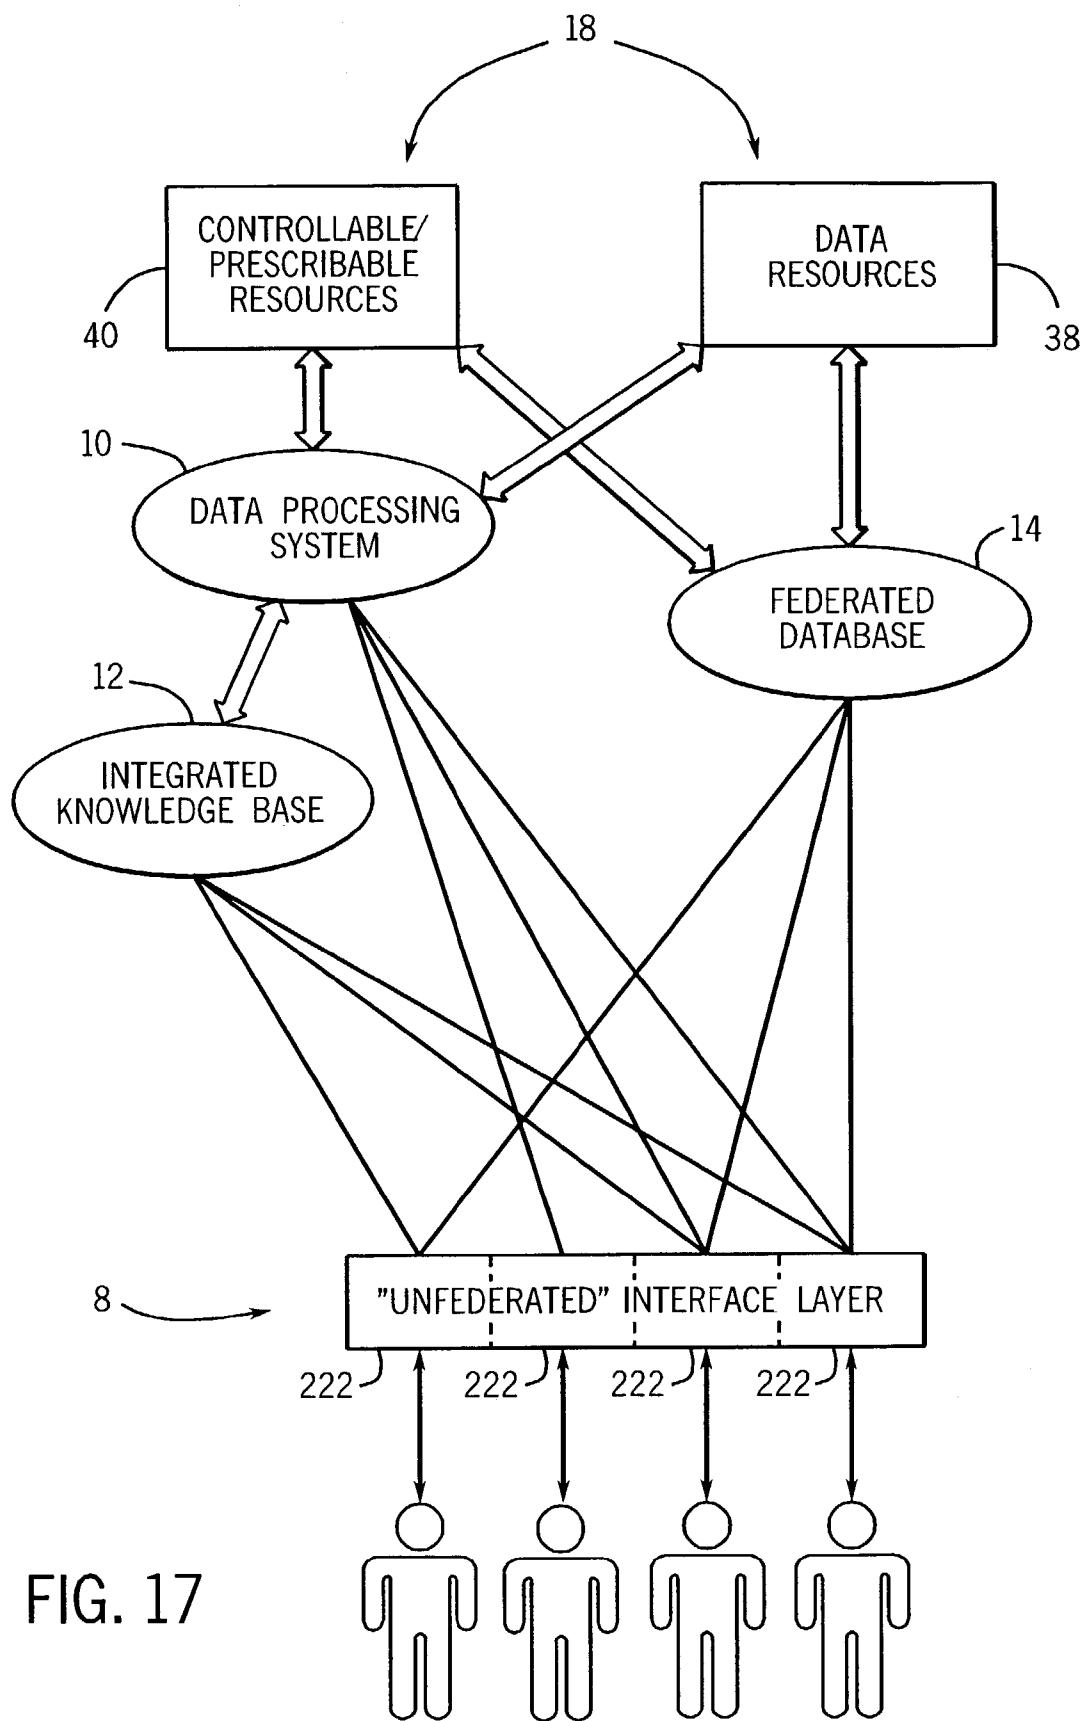 18
CONTROLLABLE/
PRESCRIBABLE
RESOURCES
DATA
RESOURCES
40
38
10
DATA PROCESSING
SYSTEM
14
FEDERATED
DATABASE
12
INTEGRATED
KNOWLEDGE BASE
8
"UNFEDERATED" INTERFACE LAYER
222
222
222
222
FIG. 17